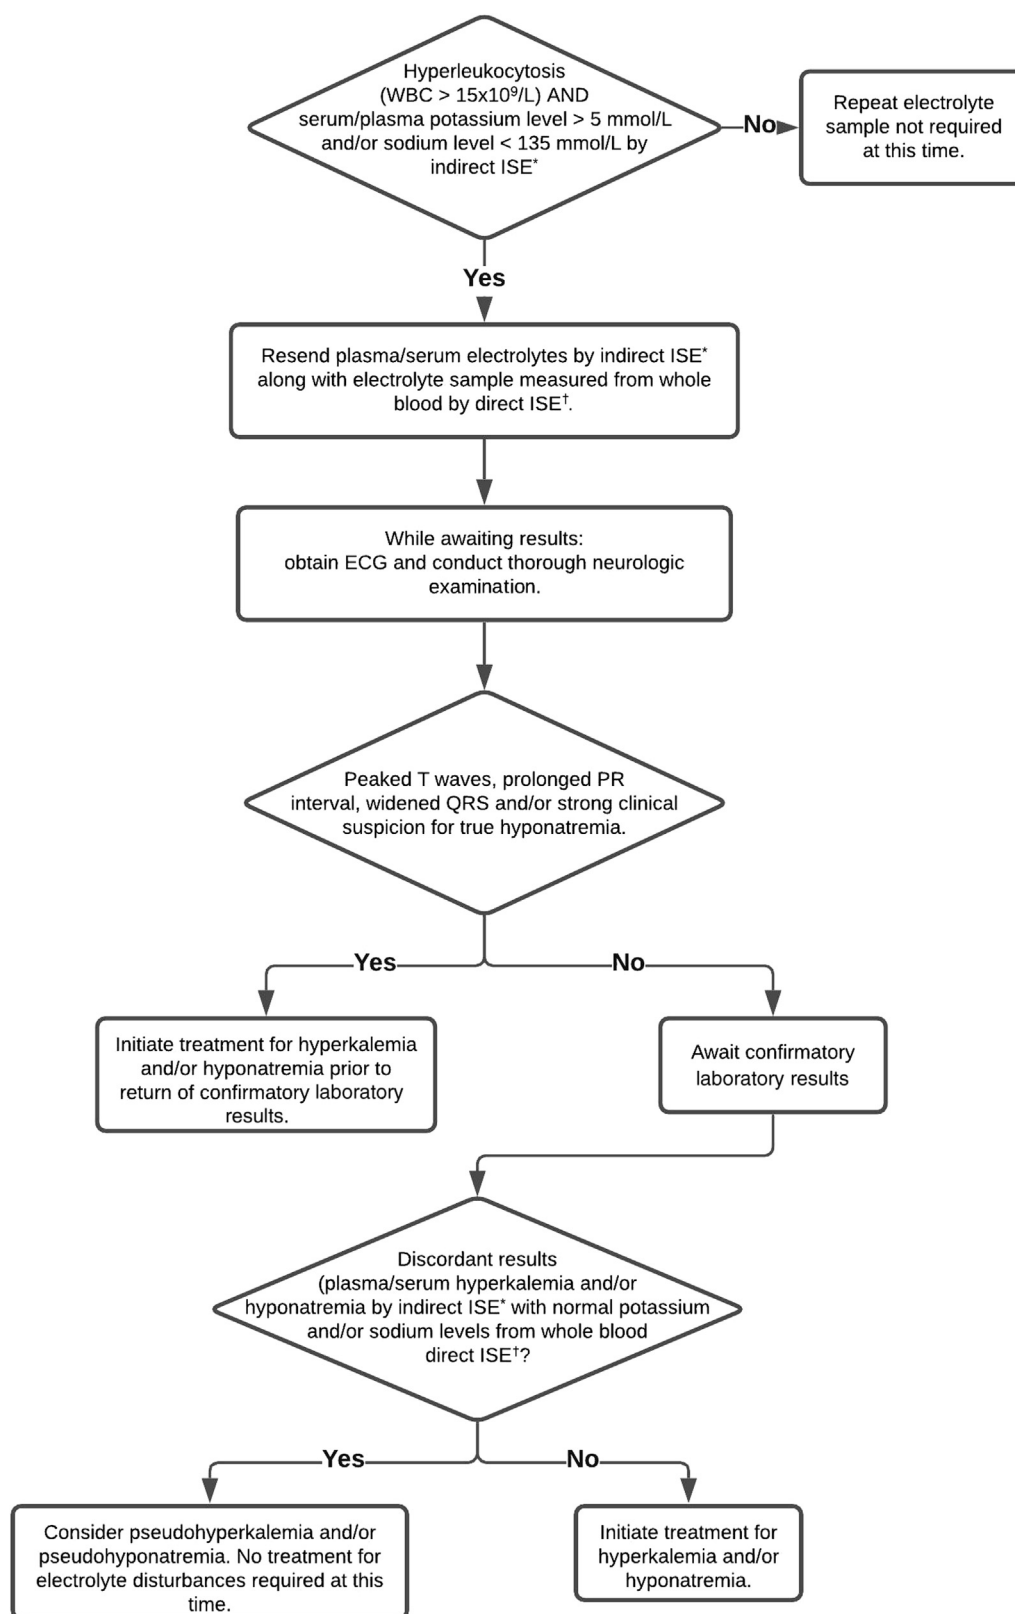 Hyperleukocytosis
(WBC > 15x10⁹/L) AND
serum/plasma potassium level > 5 mmol/L
and/or sodium level < 135 mmol/L by
indirect ISE*
No
Repeat electrolyte
sample not required
at this time.
Yes
Resend plasma/serum electrolytes by indirect ISE*
along with electrolyte sample measured from whole
blood by direct ISE†.
While awaiting results:
obtain ECG and conduct thorough neurologic
examination.
Peaked T waves, prolonged PR
interval, widened QRS and/or strong clinical
suspicion for true hyponatremia.
Yes
No
Initiate treatment for hyperkalemia
and/or hyponatremia prior to
return of confirmatory laboratory
results.
Await confirmatory
laboratory results
Discordant results
(plasma/serum hyperkalemia and/or
hyponatremia by indirect ISE* with normal potassium
and/or sodium levels from whole blood
direct ISE†?
Yes
No
Consider pseudohyperkalemia and/or
pseudohyponatremia. No treatment for
electrolyte disturbances required at this
time.
Initiate treatment for
hyperkalemia and/or
hyponatremia.